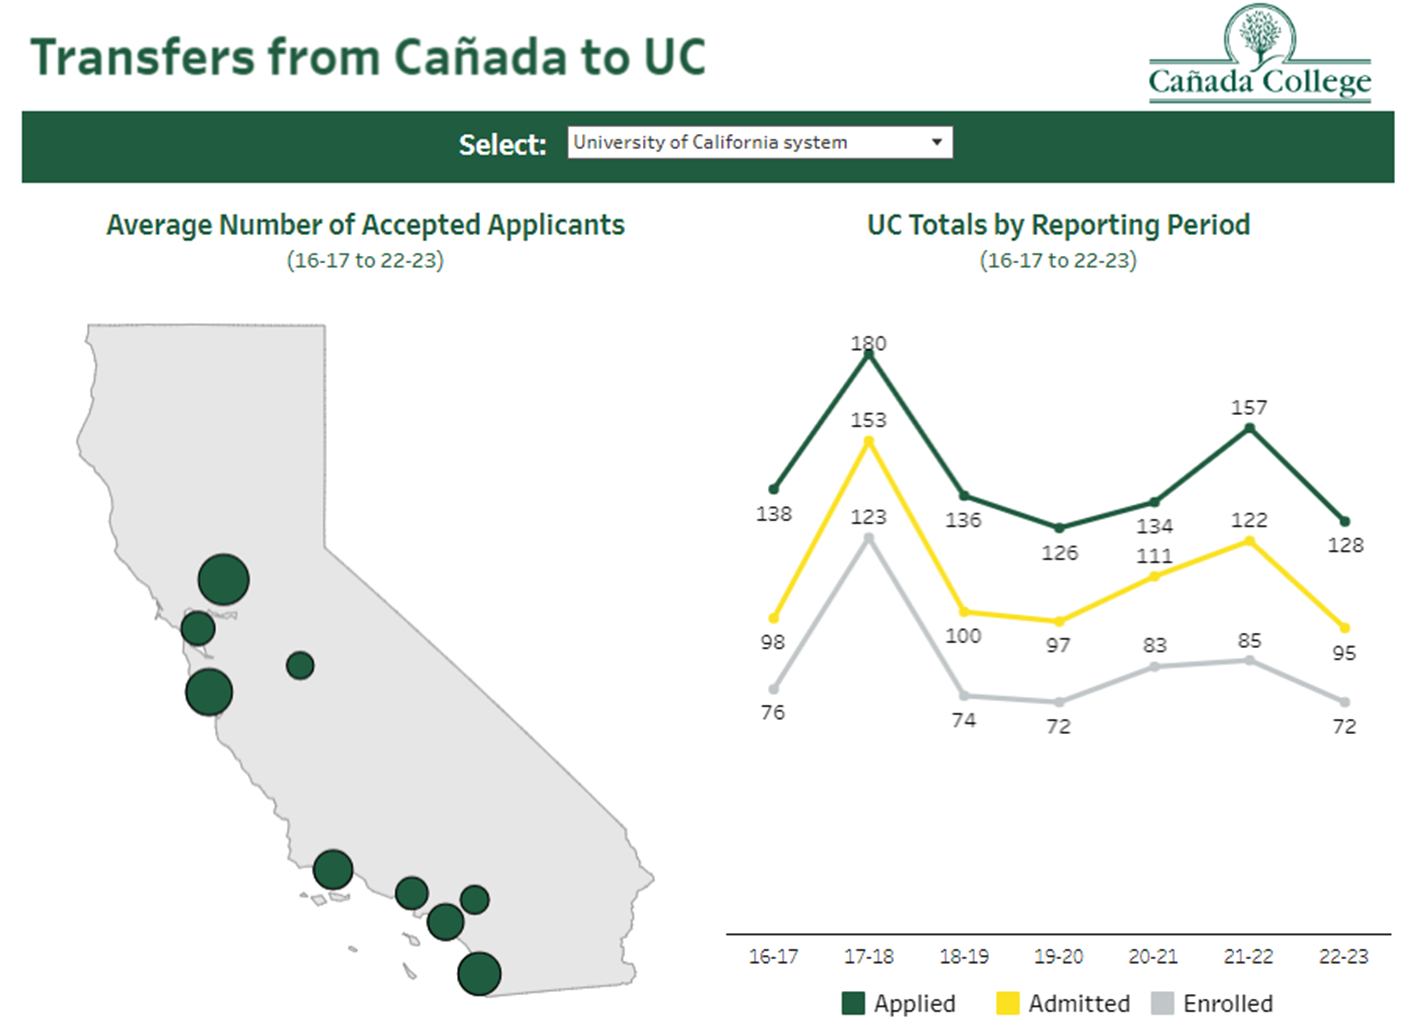 Transfers from Cañada to UC
Cañada College
Select: University of California system
Average Number of Accepted Applicants
(16-17 to 22-23)
UC Totals by Reporting Period
(16-17 to 22-23)
180
153
123
157
138
136
134
126
128
122
111
98
100
97
95
76
74
72
83
85
72
16-17 17-18 18-19 19-20 20-21 21-22 22-23
Applied Admitted Enrolled